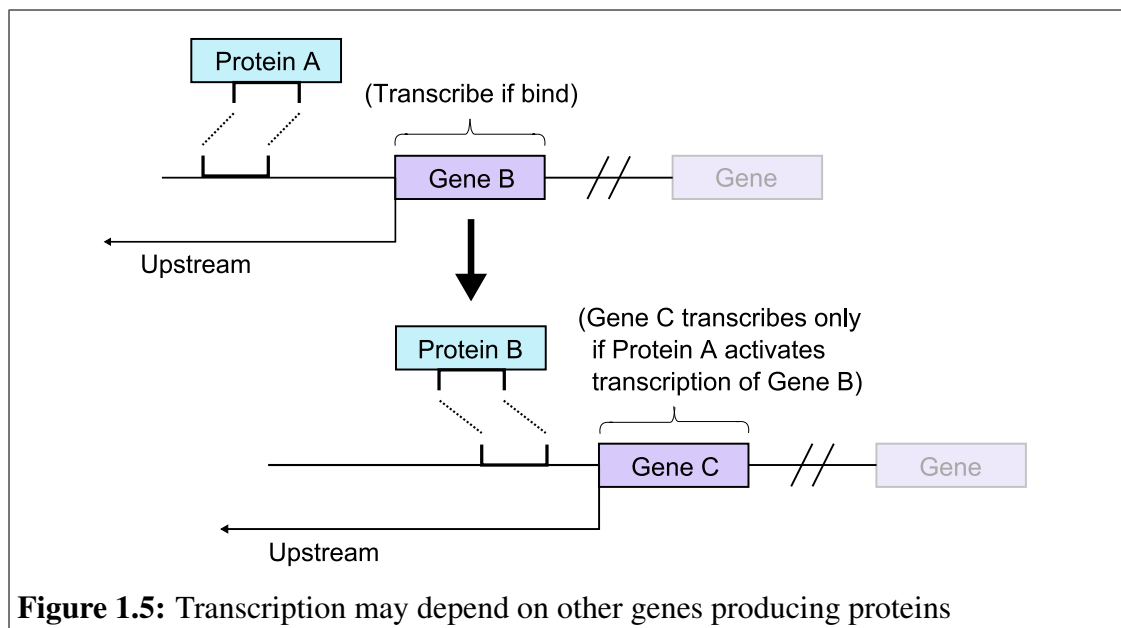 Protein A
(Transcribe if bind)
Gene B
Gene
Upstream
(Gene C transcribes only
if Protein A activates
transcription of Gene B)
Protein B
Gene C
Gene
Upstream
Figure 1.5: Transcription may depend on other genes producing proteins